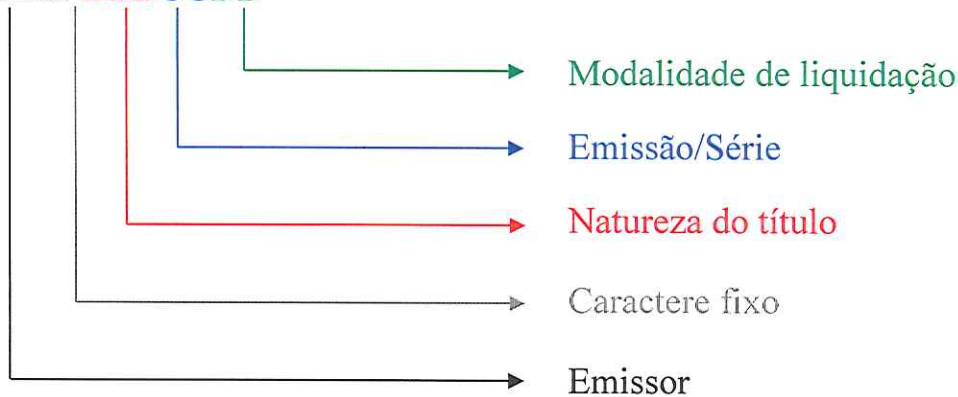 Modalidade de liquidação
Emissão/Série
Natureza do título
Caractere fixo
Emissor